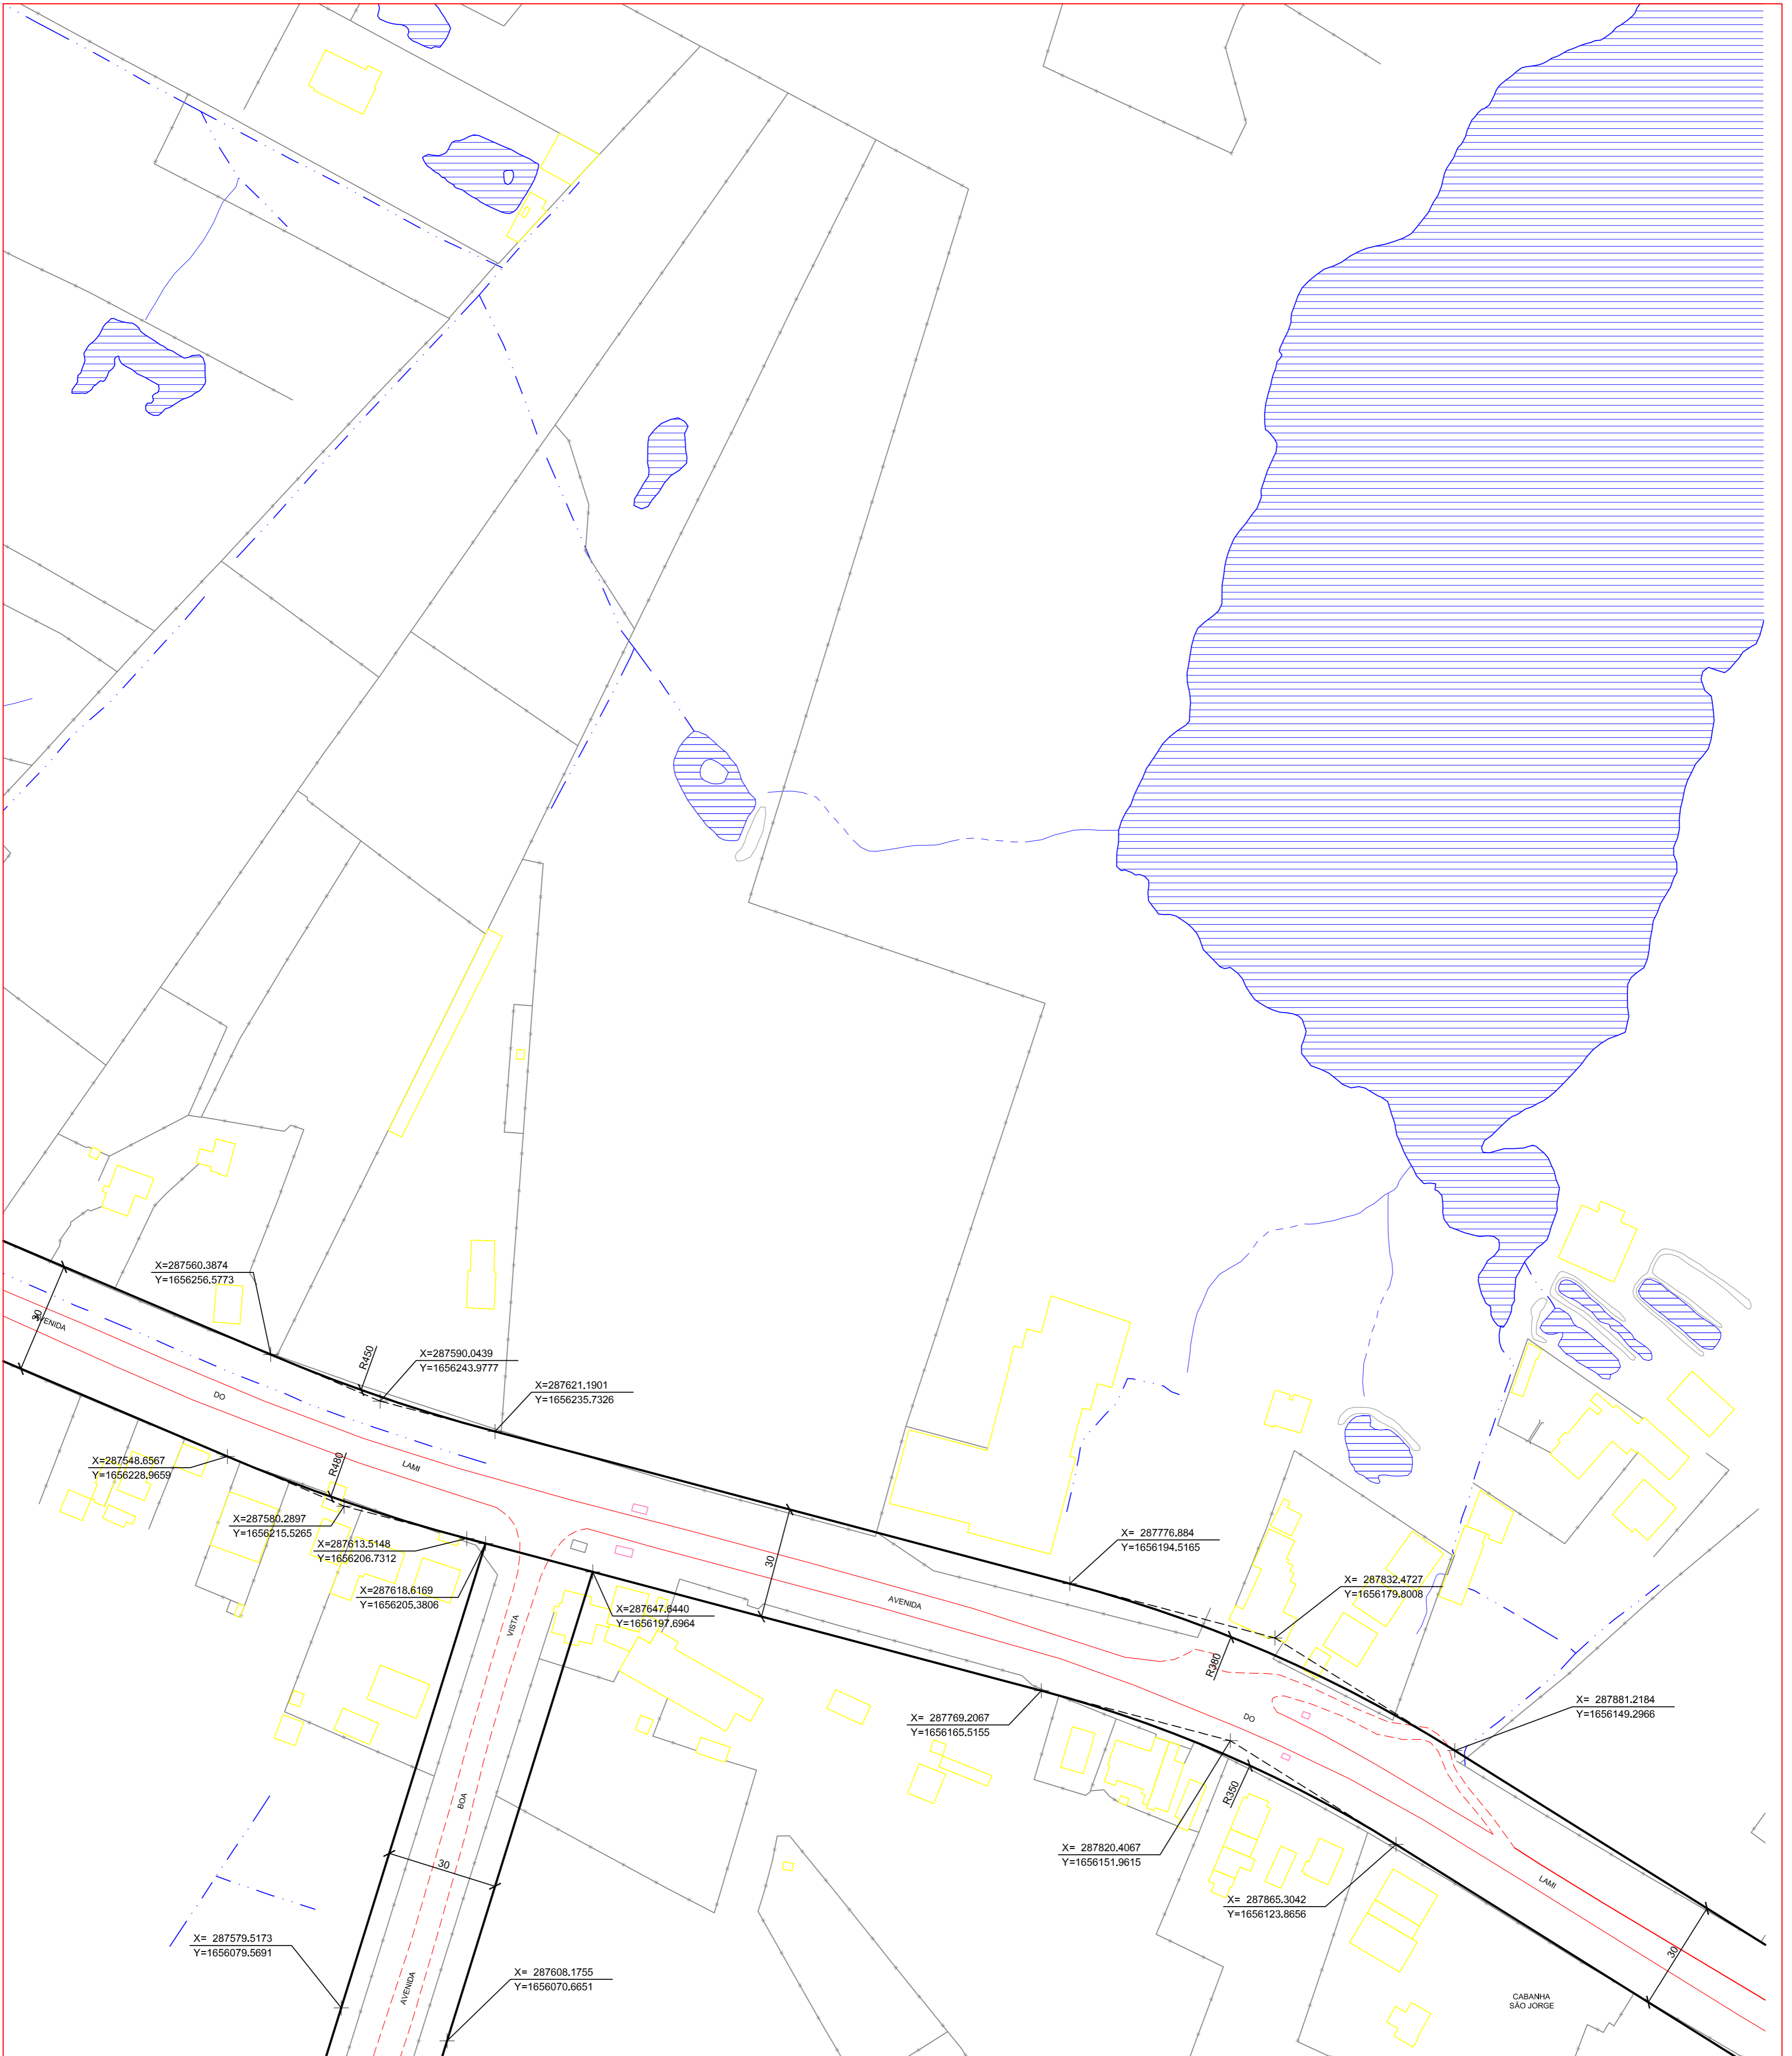 X=287560.3874
Y=1656256.5773
30
AVENIDA
R450
X=287590.0439
Y=1656243.9777
DO
X=287621.1901
Y=1656235.7326
X=287548.6567
Y=1656228.9659
R480
LAMI
X=287580.2897
Y=1656215.5265
X=287613.5148
Y=1656206.7312
X= 287776.884
Y=1656194.5165
30
X= 287832.4727
Y=1656179.8008
X=287618.6169
Y=1656205.3806
AVENIDA
X=287647.6440
Y=1656197.6964
VISTA
R380
X= 287881.2184
Y=1656149.2966
X= 287769.2067
Y=1656165.5155
DO
BOA
R350
X= 287820.4067
Y=1656151.9615
30
LAMI
X= 287865.3042
Y=1656123.8656
X= 287579.5173
Y=1656079.5691
30
X= 287608.1755
Y=1656070.6651
AVENIDA
CABANHA
SÃO JORGE